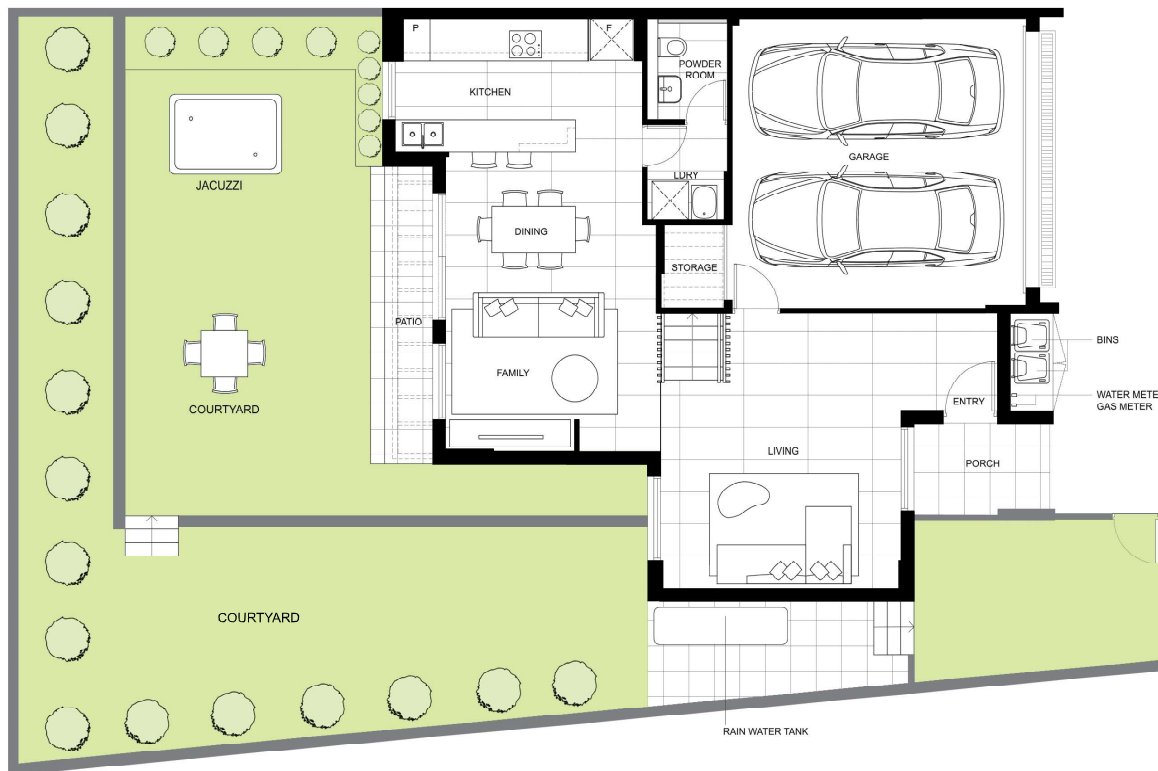 P
F
POWDER
ROOM
KITCHEN
GARAGE
LDRY
JACUZZI
DINING
STORAGE
PATIO
BINS
FAMILY
WATER METE
GAS METER
ENTRY
COURTYARD
LIVING
PORCH
COURTYARD
RAIN WATER TANK